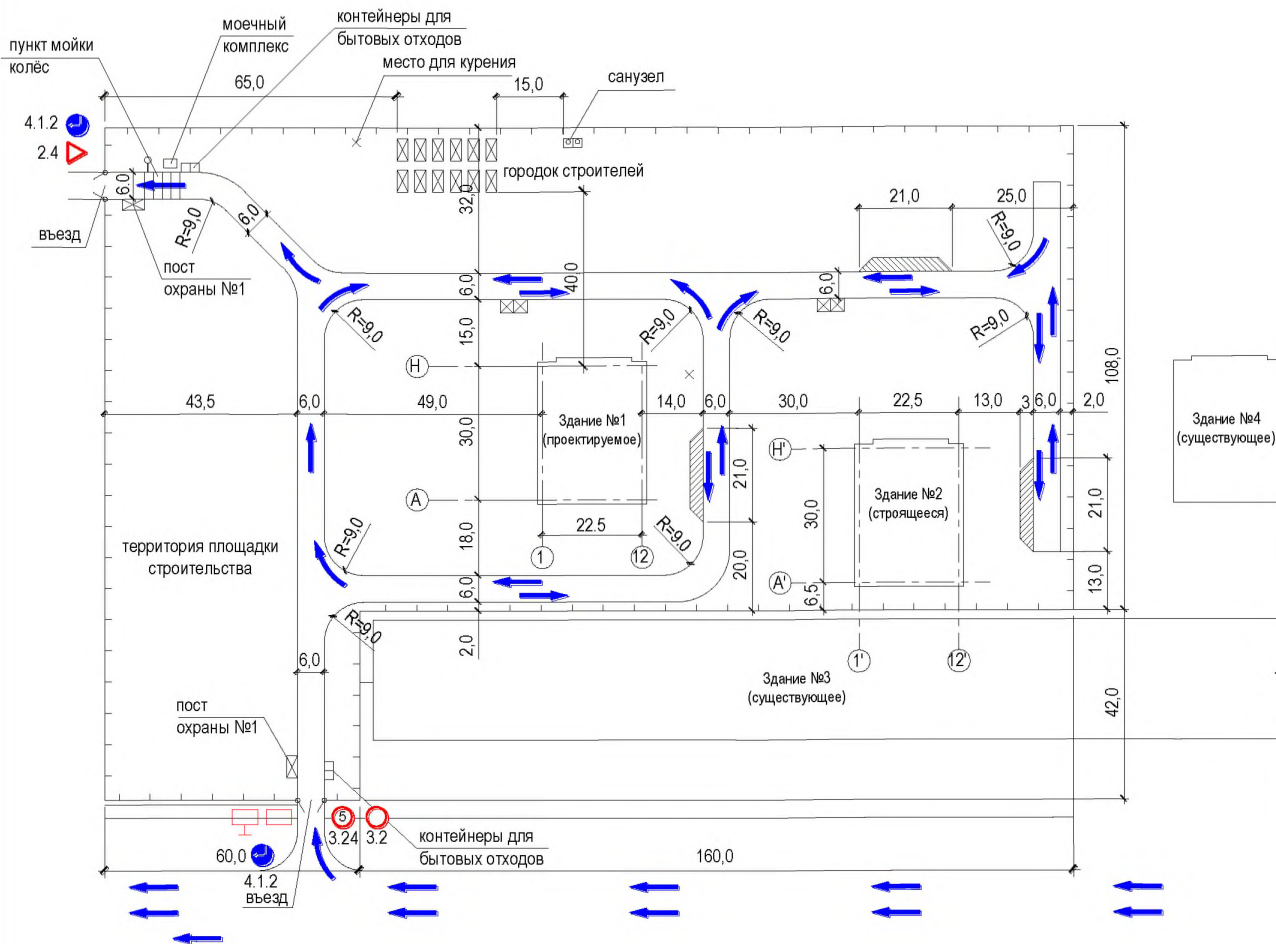 контейнеры для
бытовых отходов
моечный
комплекс
пункт мойки
колёс
место для курения
санузел
65,0
15,0
4.1.2
2.4
6.0
городок строителей
32,0
21,0
25,0
R=9,0
6,0
R=9,0
въезд
пост
охраны №1
40,0
6,0
6,0
R=9,0
15,0
R=9,0
R=9,0
R=9,0
Н
108,0
43,5
6,0
49,0
14,0
6,0
30,0
22,5
13,0
3
6,0
2,0
Здание №1
(проектируемое)
30,0
Здание №4
(существующее)
Н'
21,0
А
Здание №2
(строящееся)
30,0
21,0
22.5
18,0
R=9,0
R=9.0
1
12
20,0
территория площадки
строительства
6,0
А'
6,5
13,0
R=9,0
2,0
6,0
1'
12'
Здание №3
(существующее)
42,0
пост
охраны №1
5
3.24
3.2
контейнеры для
бытовых отходов
60,0
160,0
4.1.2
въезд